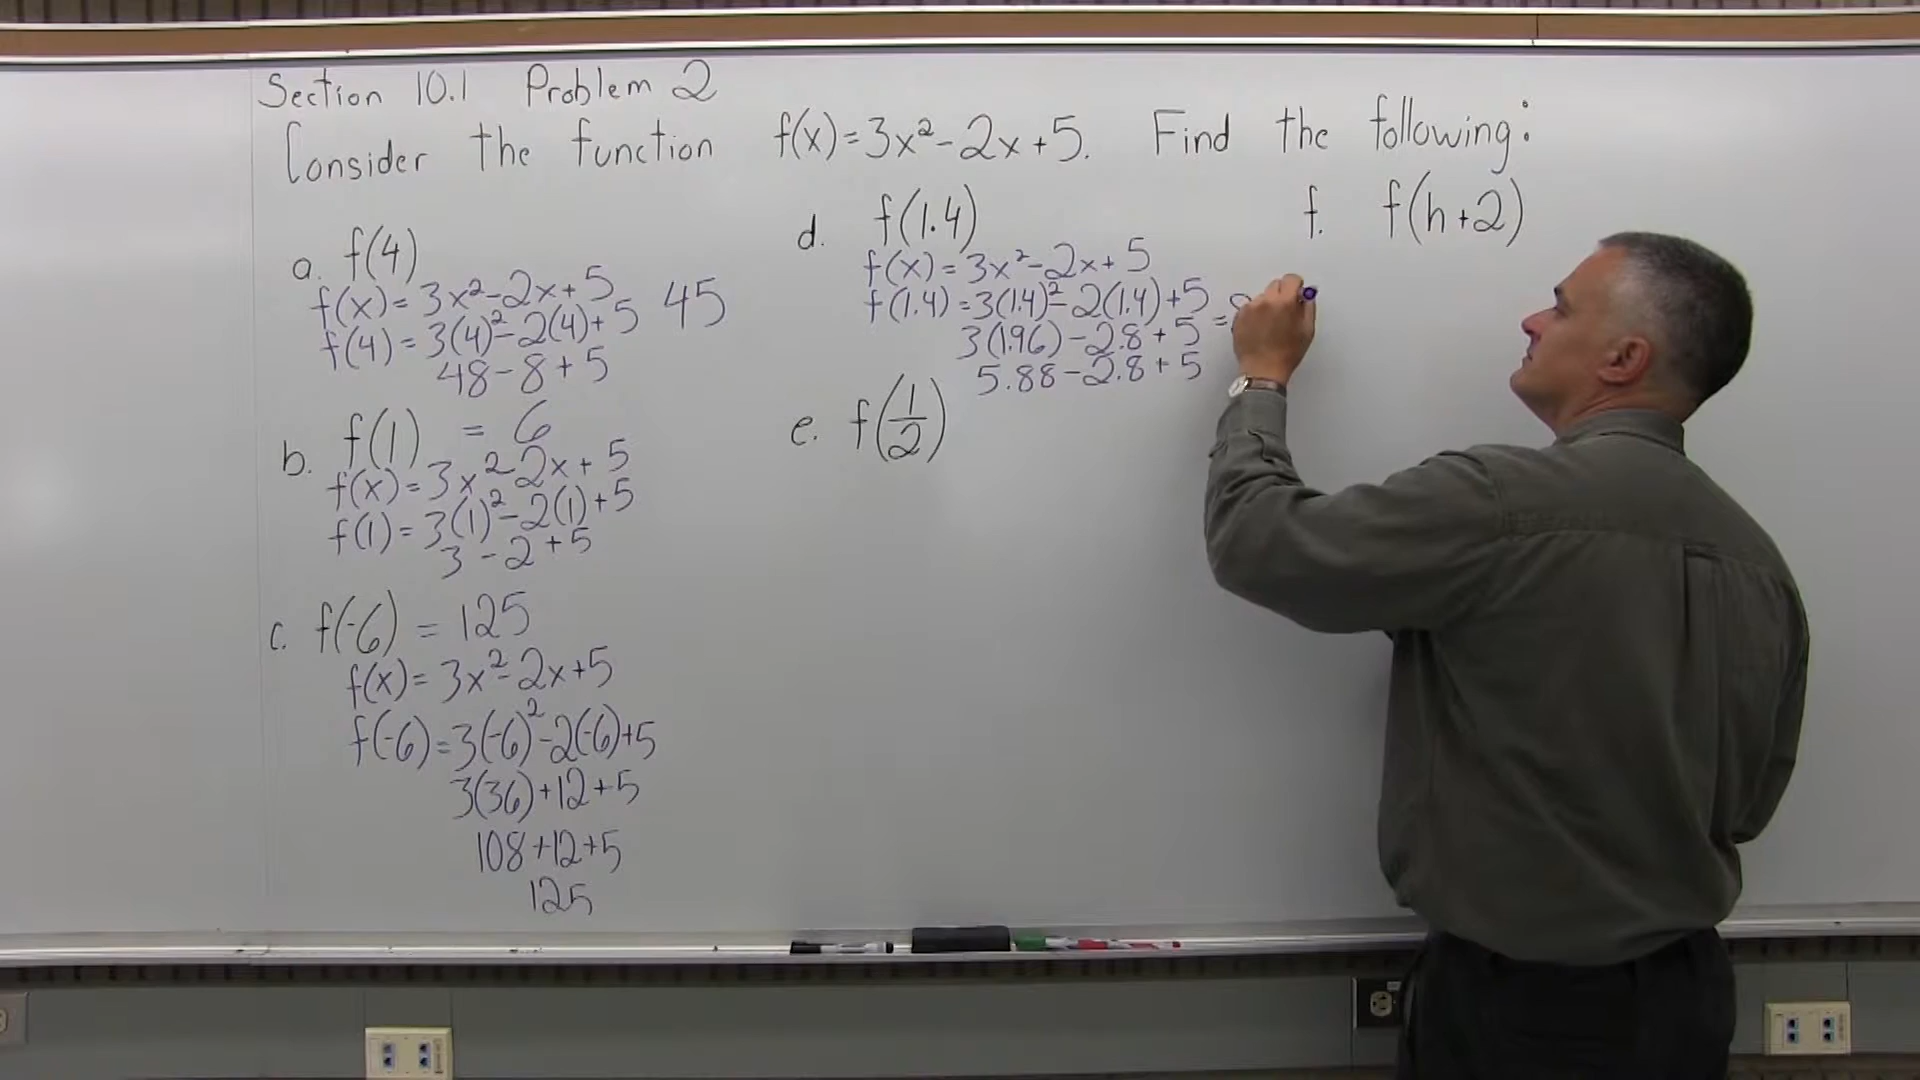 Section 10.1 Problem 2
Consider the function f(x)=3x²-2x+5. Find the following:
a. f(4)
f(x)=3x²-2x+5 45
f(4)=3(4)²-2(4)+5
48-8+5
b. f(1) = 6
f(x)=3x²-2x+5
f(1)=3(1)²-2(1)+5
3-2+5
c. f(-6) = 125
f(x)=3x²-2x+5
f(-6)=3(-6)²-2(-6)+5
3(36)+12+5
108+12+5
125
d. f(1.4)
f(x)=3x²-2x+5
f(1.4)=3(1.4)²-2(1.4)+5
3(1.96)-2.8+5 =
5.88-2.8+5
e. f(1/2)
f. f(h+2)